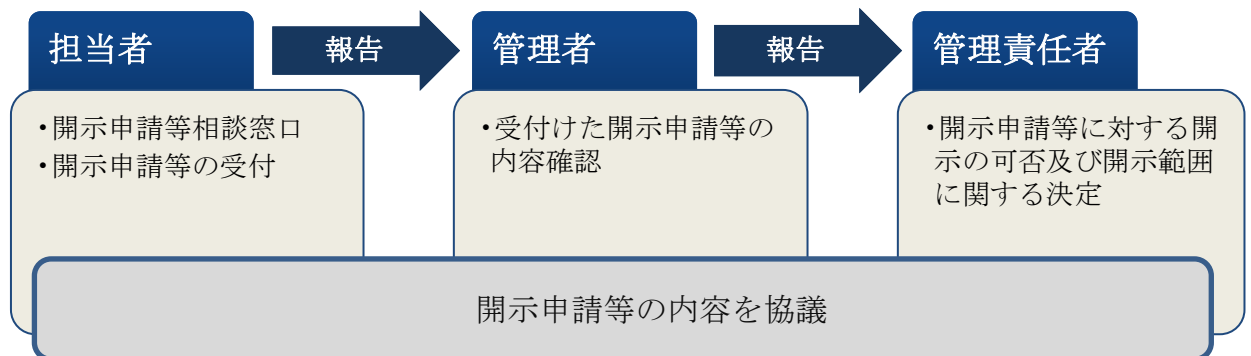 担当者
報告
管理者
報告
管理責任者
・開示申請等相談窓口
・開示申請等の受付
・受付けた開示申請等の
内容確認
・開示申請等に対する開
示の可否及び開示範囲
に関する決定
開示申請等の内容を協議